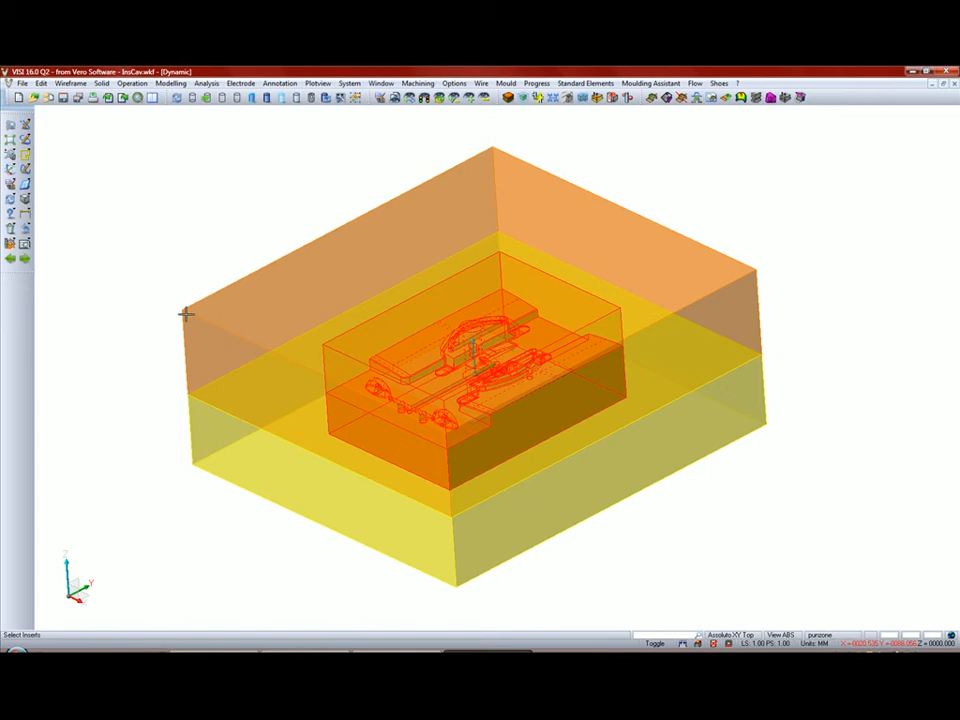 VISI 16.0 Q2 - from Vero Software - InsCav.wkf - [Dynamic]
File Edit Wireframe Solid Operation Modelling Analysis Electrode Annotation Plotview System Window Machining Options Wire Mould Progress Standard Elements Moulding Assistant Flow Shoes ?
Z
Y
Select Inserts
Assoluto XY Top View ABS punzone
Toggle LS: 1.00 PS: 1.00 Units: MM Z = 0000.000